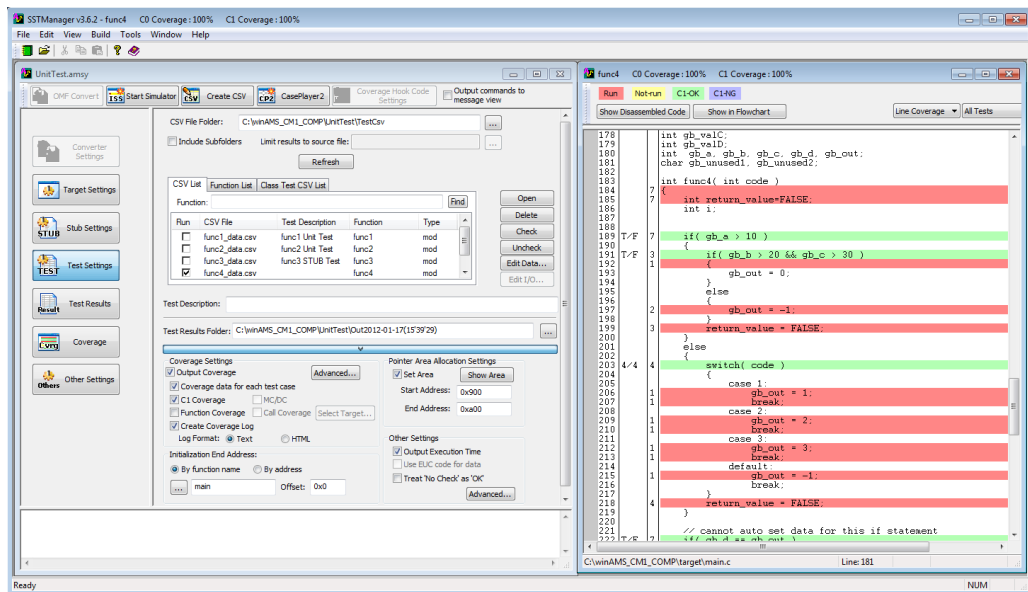 SSTManager v3.6.2 - func4 C0 Coverage: 100% C1 Coverage: 100%
File Edit View Build Tools Window Help
UnitTest.amsy
OMF Convert ISS Start Simulator CSV Create CSV CP2 CasePlayer2 Coverage Hook Code Settings Output commands to message view
Converter Settings
Target Settings
STUB Stub Settings
TEST Test Settings
Result Test Results
Cvrg Coverage
Others Other Settings
CSV File Folder: C:\winAMS_CM1_COMP\UnitTest\TestCsv ...
Include Subfolders Limit results to source file: ...
Refresh
CSV List Function List Class Test CSV List
Function: Find
Run CSV File Test Description Function Type
func1_data.csv func1 Unit Test func1 mod
func2_data.csv func2 Unit Test func2 mod
func3_data.csv func3 STUB Test func3 mod
func4_data.csv func4 mod
Open
Delete
Check
Uncheck
Edit Data...
Edit I/O...
Test Description:
Test Results Folder: C:\winAMS_CM1_COMP\UnitTest\Out2012-01-17(15'39'29) ...
Coverage Settings
Output Coverage Advanced...
Coverage data for each test case
C1 Coverage MC/DC
Function Coverage Call Coverage Select Target...
Create Coverage Log
Log Format: Text HTML
Initialization End Address:
By function name By address
... main Offset: 0x0
Pointer Area Allocation Settings
Set Area Show Area
Start Address: 0x900
End Address: 0xa00
Other Settings
Output Execution Time
Use EUC code for data
Treat 'No Check' as 'OK'
Advanced...
func4 C0 Coverage: 100% C1 Coverage: 100%
Run Not-run C1-OK C1-NG
Show Disassembled Code Show in Flowchart Line Coverage All Tests
178 int gb_valC;
179 int gb_valD;
180 int gb_a, gb_b, gb_c, gb_d, gb_out;
181 char gb_unused1, gb_unused2;
182
183 int func4( int code )
184 7 {
185 7 int return_value=FALSE;
186 int i;
187
188
189 T/F 7 if( gb_a > 10 )
190 {
191 T/F 3 if( gb_b > 20 && gb_c > 30 )
192 1 {
193 gb_out = 0;
194 }
195 else
196 {
197 2 gb_out = -1;
198 }
199 3 return_value = FALSE;
200 }
201 else
202 {
203 4/4 4 switch( code )
204 {
205 case 1:
206 1 gb_out = 1;
207 1 break;
208 case 2:
209 1 gb_out = 2;
210 1 break;
211 case 3:
212 1 gb_out = 3;
213 1 break;
214 default:
215 1 gb_out = -1;
216 break;
217 }
218 4 return_value = FALSE;
219 }
220
221 // cannot auto set data for this if statement
222 T/F 7 if( gb_d == gb_out )
C:\winAMS_CM1_COMP\target\main.c Line: 181
Ready NUM